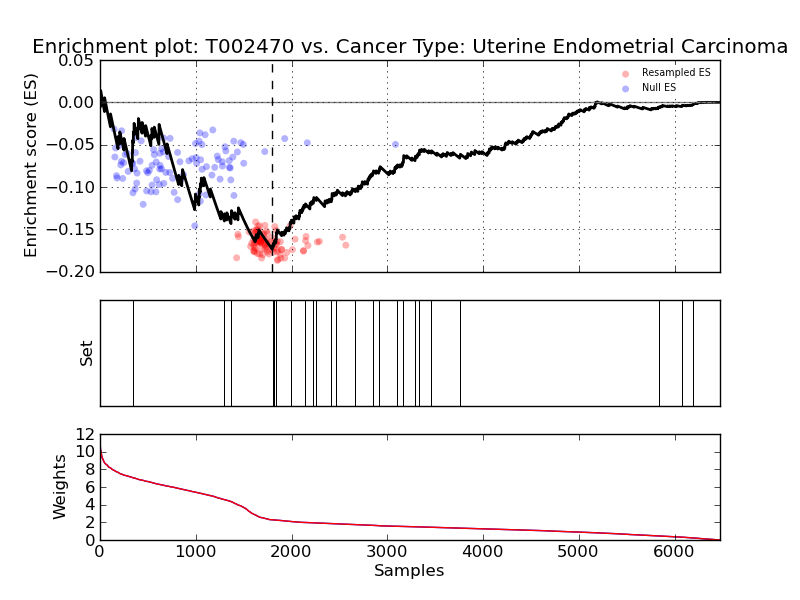 Enrichment plot: T002470 vs. Cancer Type: Uterine Endometrial Carcinoma
Enrichment score (ES)
0.05
0.00
−0.05
−0.10
−0.15
−0.20
Resampled ES
Null ES
Set
Weights
12
10
8
6
4
2
0
0 1000 2000 3000 4000 5000 6000
Samples